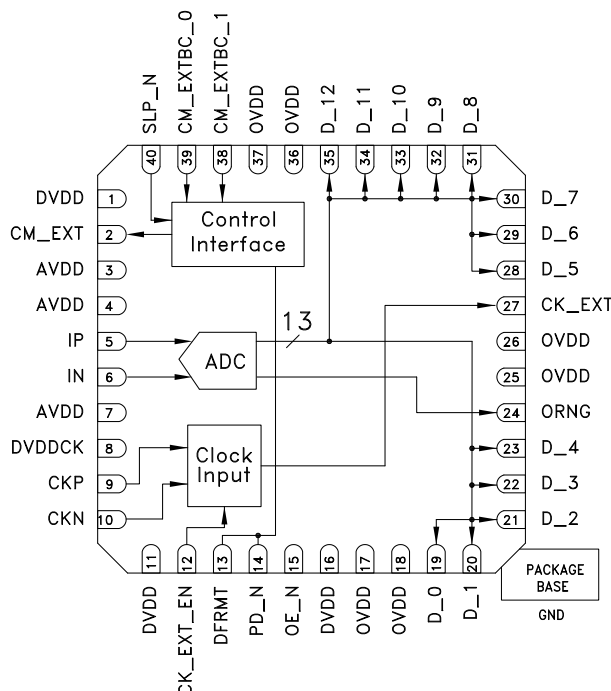 SLP_N
CM_EXTBC_0
CM_EXTBC_1
OVDD
OVDD
D_12
D_11
D_10
D_9
D_8
40
39
38
37
36
35
34
33
32
31
DVDD 1
CM_EXT 2
AVDD 3
AVDD 4
IP 5
IN 6
AVDD 7
DVDDCK 8
CKP 9
CKN 10
Control
Interface
13
ADC
Clock
Input
30 D_7
29 D_6
28 D_5
27 CK_EXT
26 OVDD
25 OVDD
24 ORNG
23 D_4
22 D_3
21 D_2
11
12
13
14
15
16
17
18
19
20
DVDD
CK_EXT_EN
DFRMT
PD_N
OE_N
DVDD
OVDD
OVDD
D_0
D_1
PACKAGE
BASE
GND